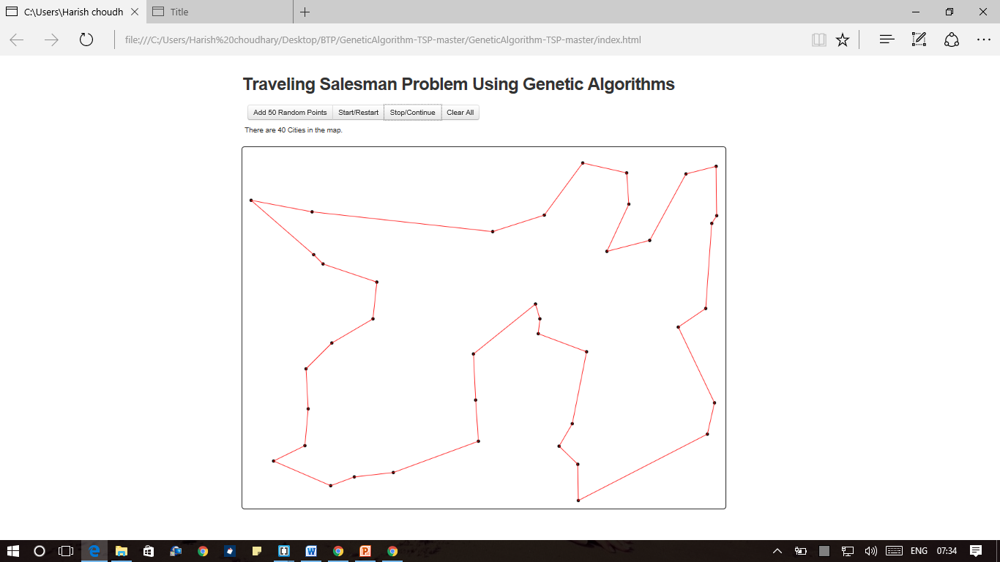 C:\Users\Harish choudh
Title
file:///C:/Users/Harish%20choudhary/Desktop/BTP/GeneticAlgorithm-TSP-master/GeneticAlgorithm-TSP-master/index.html
Traveling Salesman Problem Using Genetic Algorithms
Add 50 Random Points Start/Restart Stop/Continue Clear All
There are 40 Cities in the map.
ENG 07:34